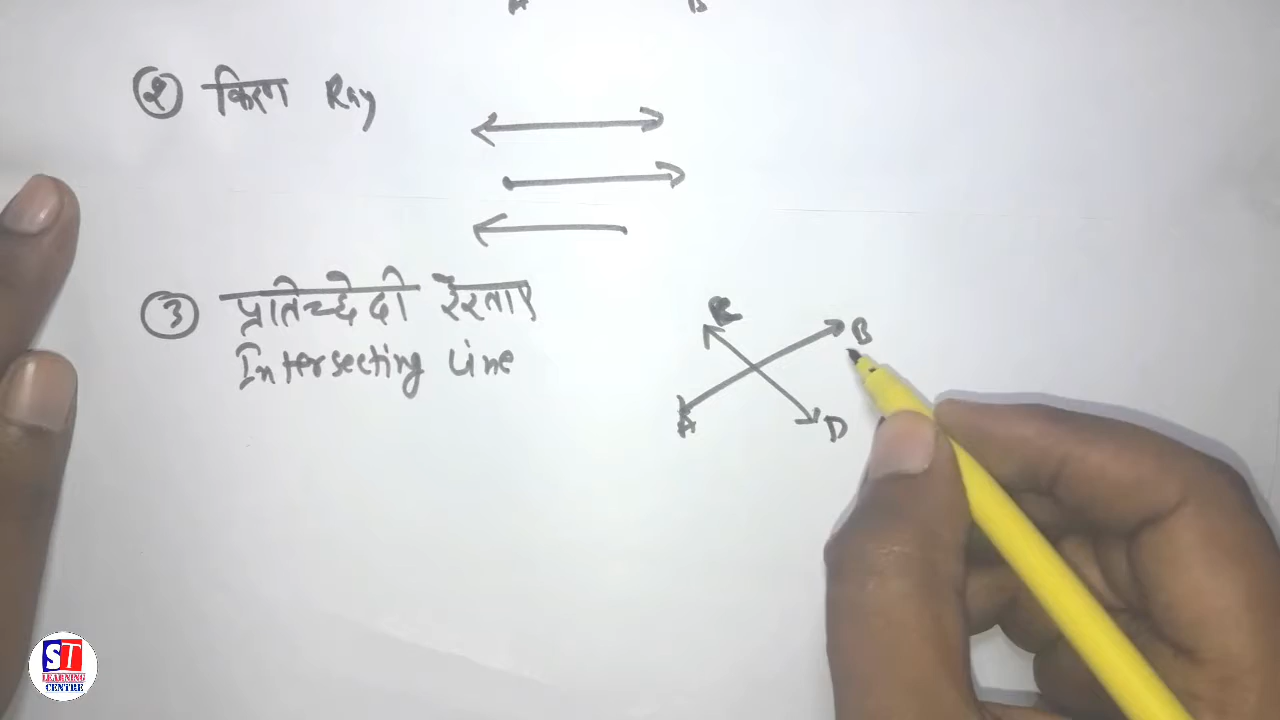 A B
② किरण Ray
③ प्रतिच्छेदी रेखाए
Intersecting Line
B
A D
ST
LEARNING
CENTRE